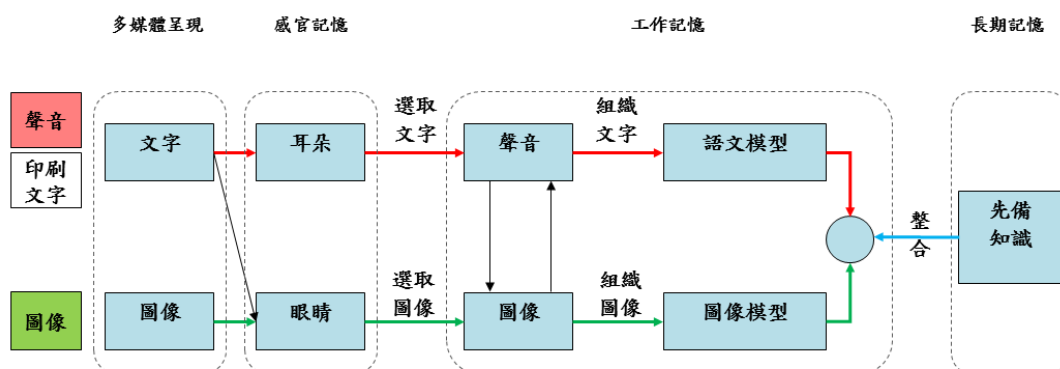 多媒體呈現
感官記憶
工作記憶
長期記憶
聲音
印刷
文字
圖像
文字
耳朵
選取
文字
聲音
組織
文字
語文模型
圖像
眼睛
選取
圖像
圖像
組織
圖像
圖像模型
整
合
先備
知識